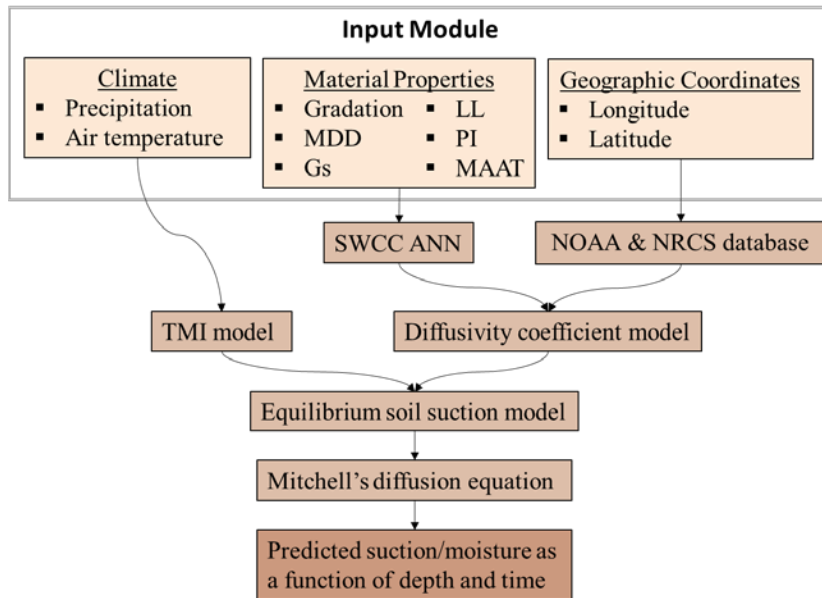 Input Module
Climate
▪ Precipitation
▪ Air temperature
Material Properties
▪ Gradation ▪ LL
▪ MDD ▪ PI
▪ Gs ▪ MAAT
Geographic Coordinates
▪ Longitude
▪ Latitude
SWCC ANN
NOAA & NRCS database
TMI model
Diffusivity coefficient model
Equilibrium soil suction model
Mitchell's diffusion equation
Predicted suction/moisture as
a function of depth and time